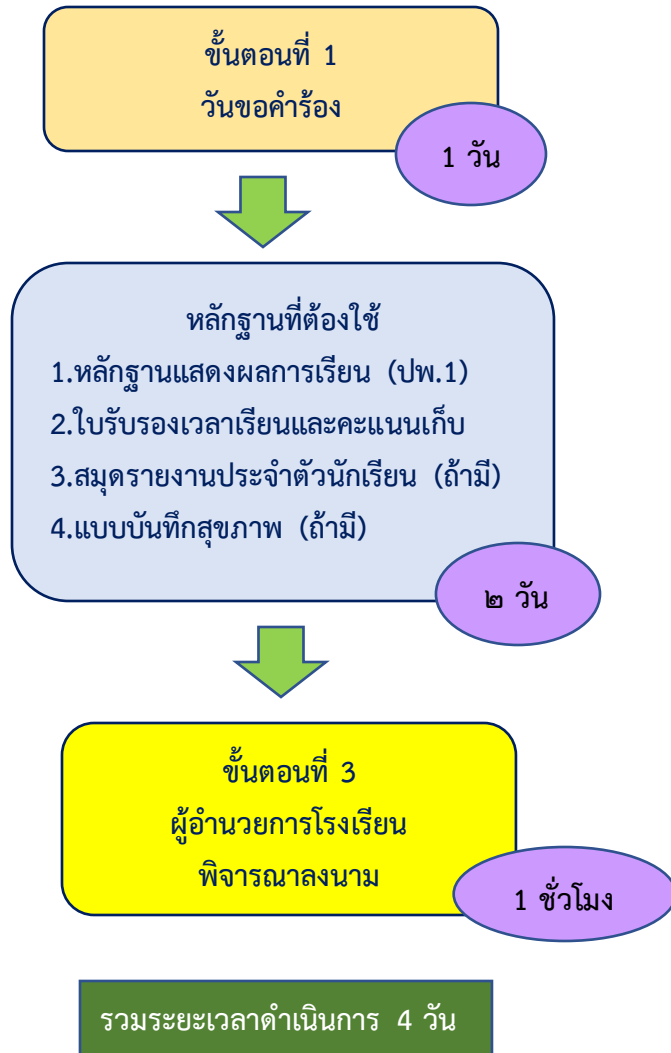 ขั้นตอนที่ 1
วันขอคำร้อง
1 วัน
หลักฐานที่ต้องใช้
1.หลักฐานแสดงผลการเรียน (ปพ.1)
2.ใบรับรองเวลาเรียนและคะแนนเก็บ
3.สมุดรายงานประจำตัวนักเรียน (ถ้ามี)
4.แบบบันทึกสุขภาพ (ถ้ามี)
๒ วัน
ขั้นตอนที่ 3
ผู้อำนวยการโรงเรียน
พิจารณาลงนาม
1 ชั่วโมง
รวมระยะเวลาดำเนินการ 4 วัน